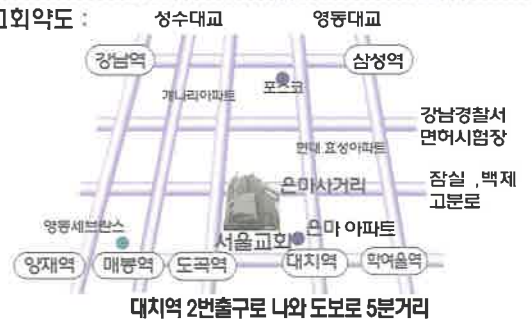 회약도 :
성수대교
영동대교
강남역
삼성역
포스코
개나리아파트
강남경찰서
면허시험장
현대 효성아파트
은마사거리
잠실 ,백제
고분로
영동세브란스
서울교회
은마 아파트
양재역
매봉역
도곡역
대치역
학여울역
대치역 2번출구로 나와 도보로 5분거리